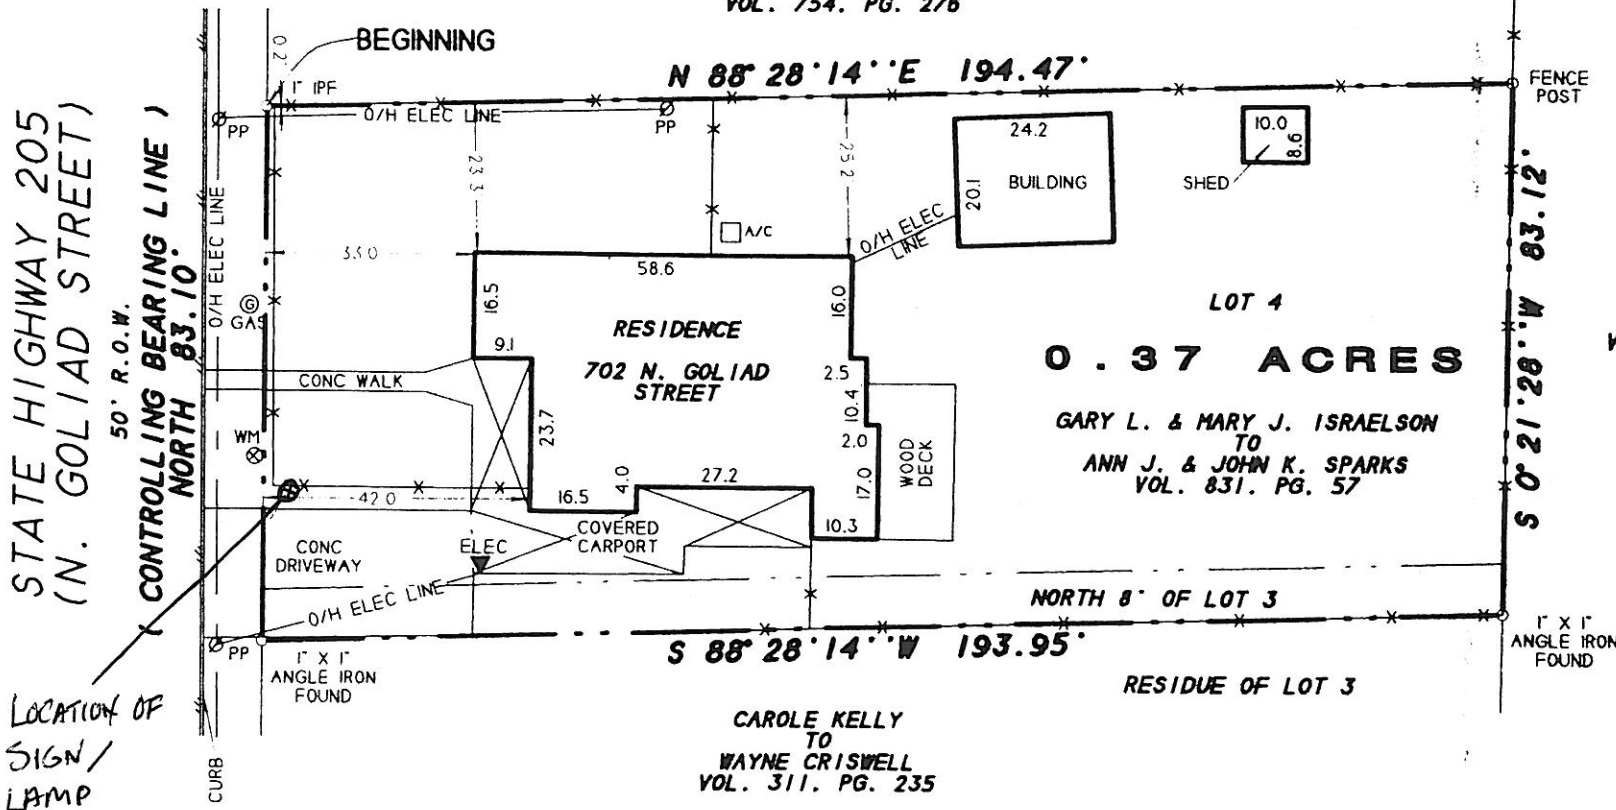 VOL. 754. PG. 276
BEGINNING
0.2'
1" IPF
N 88° 28' 14'' E 194.47'
FENCE
POST
PP
O/H ELEC LINE
PP
STATE HIGHWAY 205
(N. GOLIAD STREET)
50' R.O.W.
( CONTROLLING BEARING LINE )
NORTH 83.10'
O/H ELEC LINE
23.3
25.2
24.2
20.1
BUILDING
10.0
8.6
SHED
A/C
O/H ELEC
LINE
33.0
58.6
16.5
16.0
G
GAS
RESIDENCE
702 N. GOLIAD
STREET
9.1
2.5
10.4
2.0
17.0
WOOD
DECK
LOT 4
0.37 ACRES
GARY L. & MARY J. ISRAELSON
TO
ANN J. & JOHN K. SPARKS
VOL. 831. PG. 57
S 0° 21' 28'' W 83.12'
CONC WALK
23.7
WM
42.0
16.5
4.0
27.2
10.3
CONC
DRIVEWAY
ELEC
COVERED
CARPORT
O/H ELEC LINE
NORTH 8' OF LOT 3
PP
1" X 1"
ANGLE IRON
FOUND
S 88° 28' 14'' W 193.95'
1" X 1"
ANGLE IRON
FOUND
RESIDUE OF LOT 3
LOCATION OF
SIGN/
LAMP
CURB
CAROLE KELLY
TO
WAYNE CRISWELL
VOL. 311. PG. 235